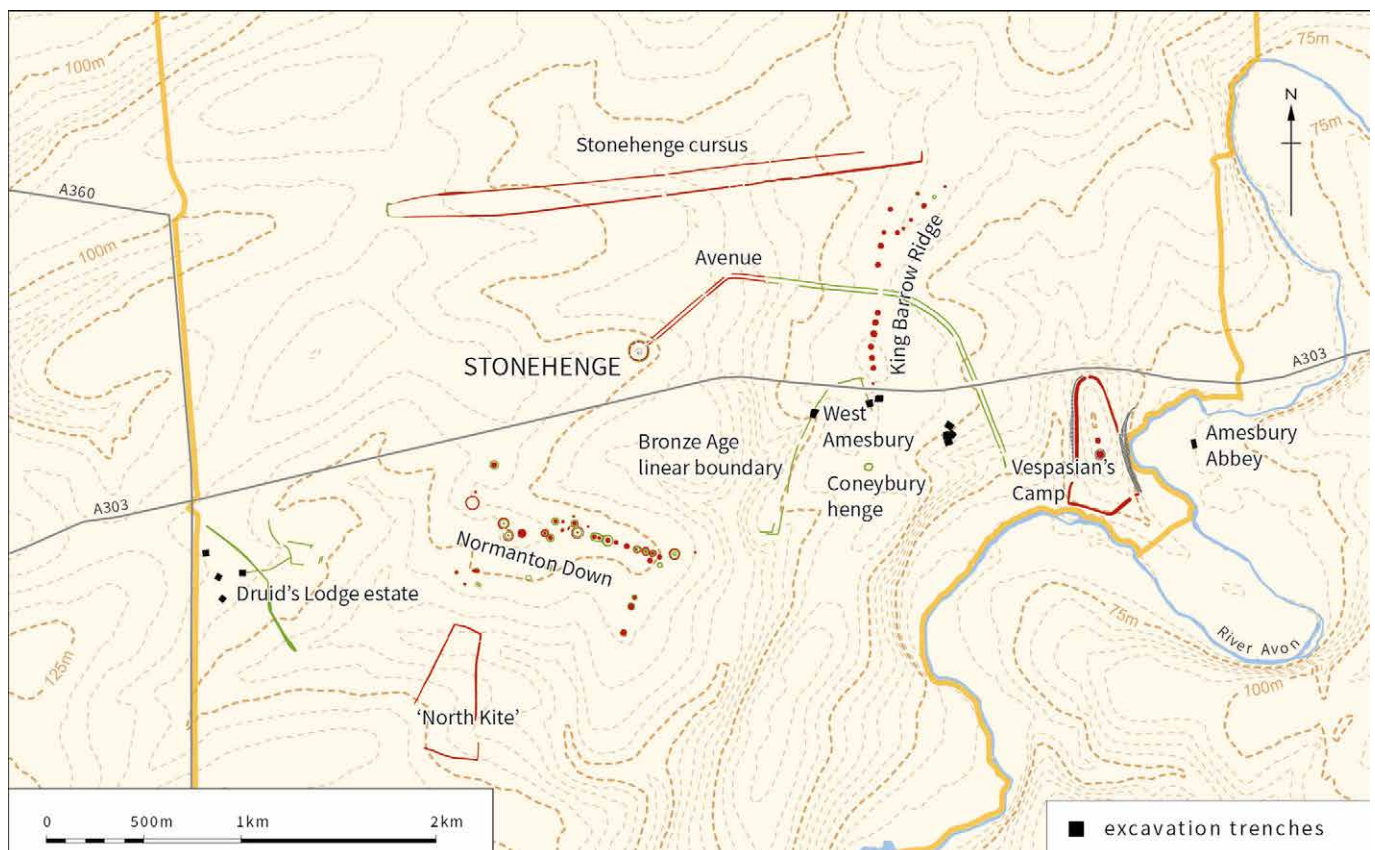 75m
100m
N
75m
Stonehenge cursus
A360
100m
King Barrow Ridge
Avenue
STONEHENGE
A303
West
Amesbury
Bronze Age
linear boundary
Amesbury
Abbey
Vespasian's
Camp
Coneybury
henge
A303
Normanton Down
Druid's Lodge estate
75m
River Avon
125m
100m
'North Kite'
0 500m 1km 2km
excavation trenches